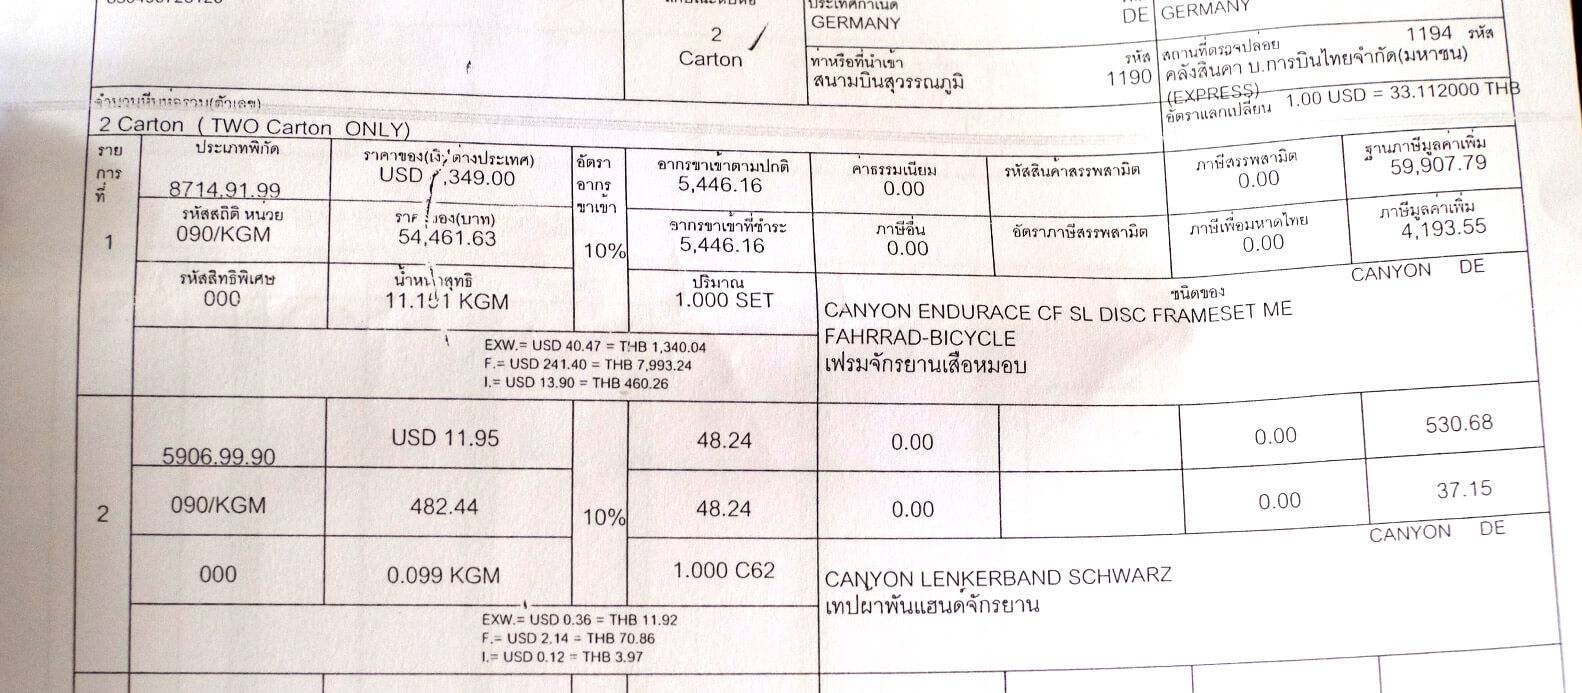 2
Carton
ประเทศกำเนิด
GERMANY
DE
GERMANY
ท่าหรือที่นำเข้า
รหัส
สนามบินสุวรรณภูมิ
1190
สถานที่ตรวจปล่อย
1194 รหัส
คลังสินค้า บ.การบินไทยจำกัด(มหาชน)
(EXPRESS)
อัตราแลกเปลี่ยน 1.00 USD = 33.112000 THB
จำนวนหีบห่อรวม(ตัวเลข)
2 Carton ( TWO Carton ONLY)
รายการที่
ประเภทพิกัด
ราคาของ(เงินต่างประเทศ)
อัตราอากรขาเข้า
อากรขาเข้าตามปกติ
ค่าธรรมเนียม
รหัสสินค้าสรรพสามิต
ภาษีสรรพสามิต
ฐานภาษีมูลค่าเพิ่ม
8714.91.99
USD ,349.00
5,446.16
0.00
0.00
59,907.79
รหัสสถิติ หน่วย
ราคาของ(บาท)
อากรขาเข้าที่ชำระ
ภาษีอื่น
อัตราภาษีสรรพสามิต
ภาษีเพื่อมหาดไทย
ภาษีมูลค่าเพิ่ม
1
090/KGM
54,461.63
10%
5,446.16
0.00
0.00
4,193.55
รหัสสิทธิพิเศษ
น้ำหนักสุทธิ
ปริมาณ
ชนิดของ
CANYON DE
000
11.191 KGM
1.000 SET
CANYON ENDURACE CF SL DISC FRAMESET ME
FAHRRAD-BICYCLE
เฟรมจักรยานเสือหมอบ
EXW.= USD 40.47 = THB 1,340.04
F.= USD 241.40 = THB 7,993.24
I.= USD 13.90 = THB 460.26
5906.99.90
USD 11.95
48.24
0.00
0.00
530.68
2
090/KGM
482.44
10%
48.24
0.00
0.00
37.15
CANYON DE
000
0.099 KGM
1.000 C62
CANYON LENKERBAND SCHWARZ
เทปผ้าพันแฮนด์จักรยาน
EXW.= USD 0.36 = THB 11.92
F.= USD 2.14 = THB 70.86
I.= USD 0.12 = THB 3.97